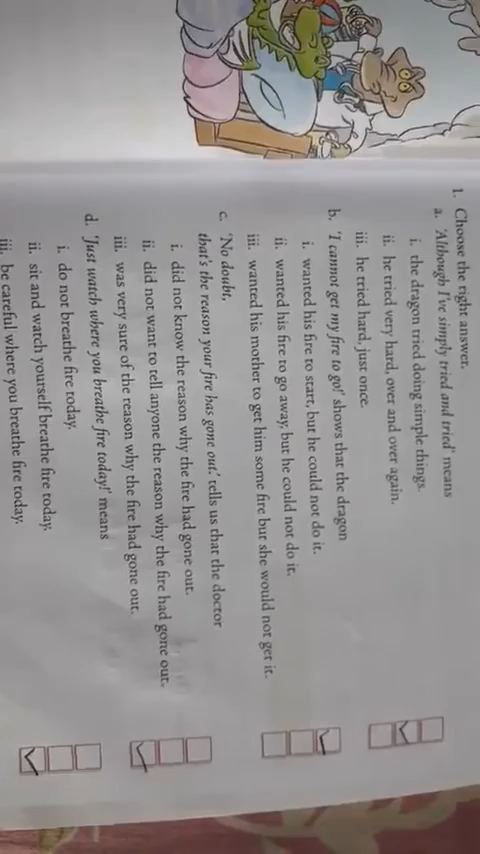 1. Choose the right answer.
a. 'Although I've simply tried and tried' means
i. the dragon tried doing simple things.
ii. he tried very hard, over and over again.
iii. he tried hard, just once.
b. 'I cannot get my fire to go!' shows that the dragon
i. wanted his fire to start, but he could not do it.
ii. wanted his fire to go away, but he could not do it.
iii. wanted his mother to get him some fire but she would not get it.
c. 'No doubt,
that's the reason your fire has gone out.' tells us that the doctor
i. did not know the reason why the fire had gone out.
ii. did not want to tell anyone the reason why the fire had gone out.
iii. was very sure of the reason why the fire had gone out.
d. 'Just watch where you breathe fire today!' means
i. do not breathe fire today.
ii. sit and watch yourself breathe fire today.
iii. be careful where you breathe fire today.